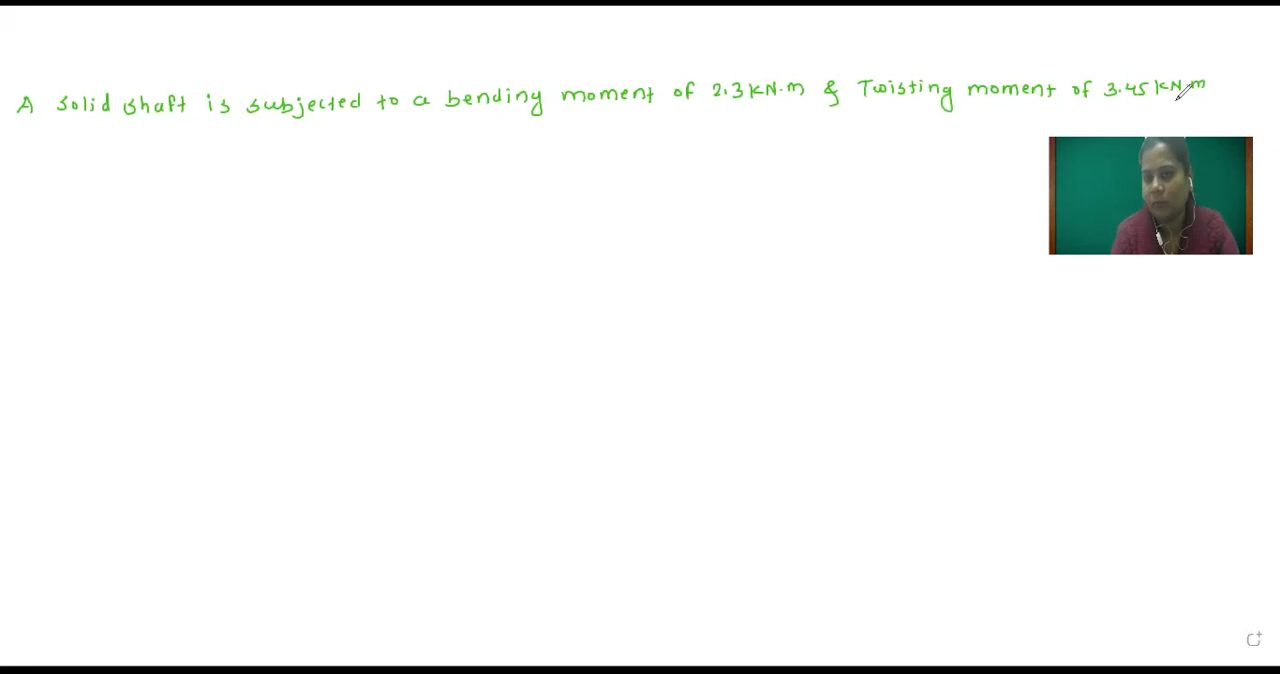 A solid shaft is subjected to a bending moment of 2.3 KN.m & Twisting moment of 3.45 KN.m